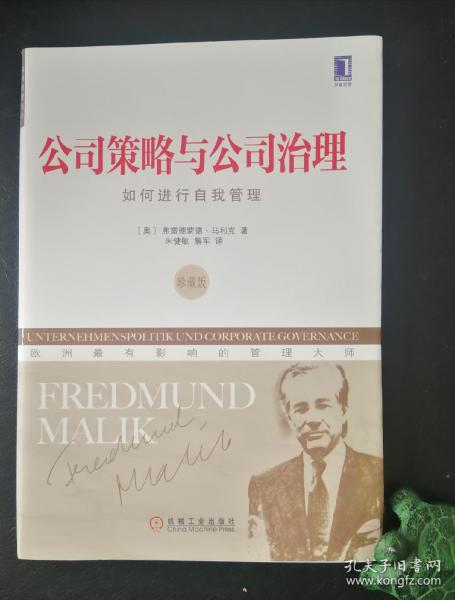 公司策略与公司治理
如何进行自我管理
[奥] 弗雷德蒙德·马利克 著
朱健敏 解军 译
珍藏版
UNTERNEHMENSPOLITIK UND CORPORATE GOVERNANCE
欧洲最有影响的管理大师
FREDMUND
MALIK
Fredmund
Malik
机械工业出版社
China Machine Press
孔夫子旧书网
www.kongfz.com